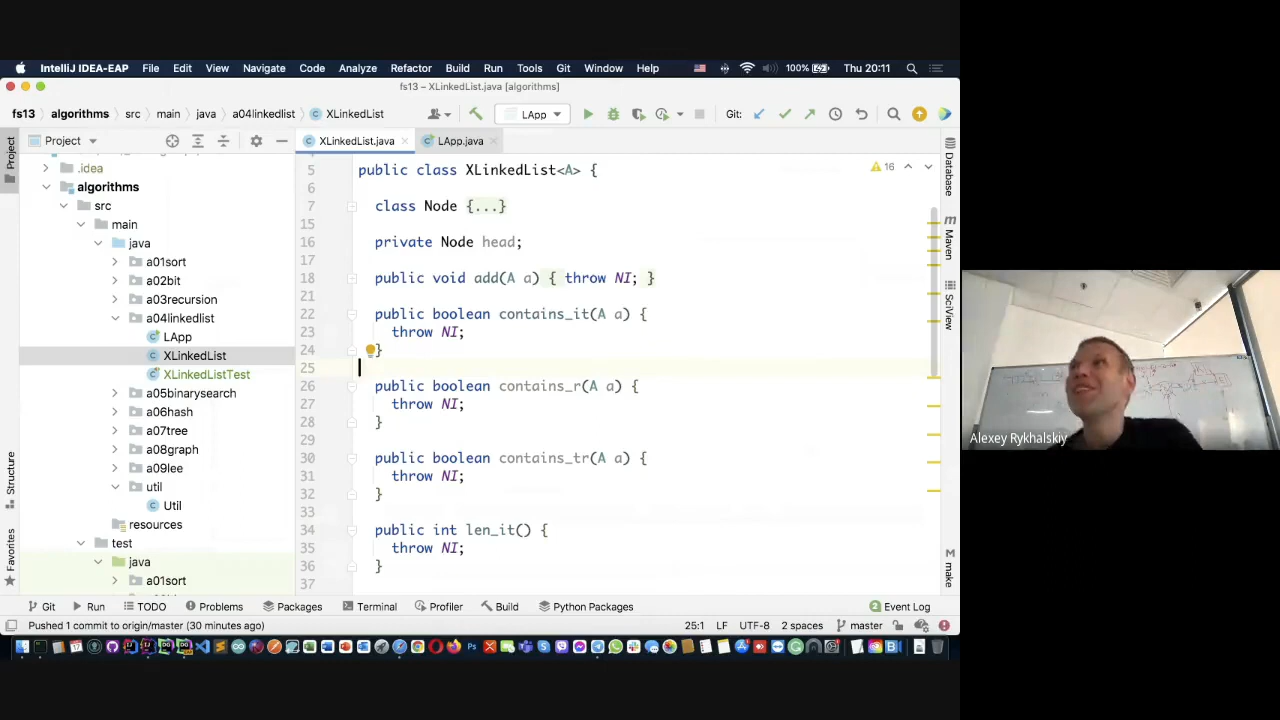 IntelliJ IDEA-EAP File Edit View Navigate Code Analyze Refactor Build Run Tools Git Window Help 100% Thu 20:11
fs13 – XLinkedList.java [algorithms]
fs13 algorithms src main java a04linkedlist XLinkedList LApp Git:
Project
XLinkedList.java
LApp.java
.idea
algorithms
src
main
java
a01sort
a02bit
a03recursion
a04linkedlist
LApp
XLinkedList
XLinkedListTest
a05binarysearch
a06hash
a07tree
a08graph
a09lee
util
Util
resources
test
java
a01sort
16
5 public class XLinkedList<A> {
6
7 class Node {...}
15
16 private Node head;
17
18 public void add(A a) { throw NI; }
21
22 public boolean contains_it(A a) {
23 throw NI;
24 }
25
26 public boolean contains_r(A a) {
27 throw NI;
28 }
29
30 public boolean contains_tr(A a) {
31 throw NI;
32 }
33
34 public int len_it() {
35 throw NI;
36 }
37
Project
Structure
Favorites
Database
Maven
SciView
make
Git Run TODO Problems Packages Terminal Profiler Build Python Packages 2 Event Log
Pushed 1 commit to origin/master (30 minutes ago) 25:1 LF UTF-8 2 spaces master
Alexey Rykhalskiy